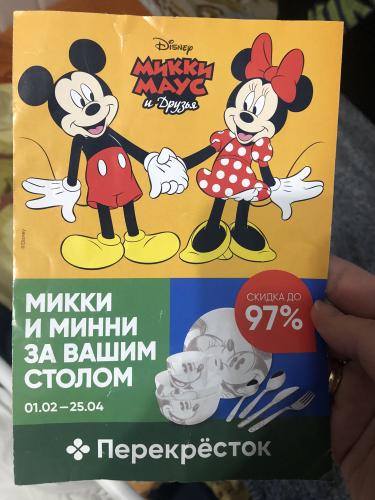 Disney
МИККИ
МАУС
и Друзья
©Disney
МИККИ
И МИННИ
ЗА ВАШИМ
СТОЛОМ
01.02—25.04
СКИДКА ДО
97%
Перекрёсток